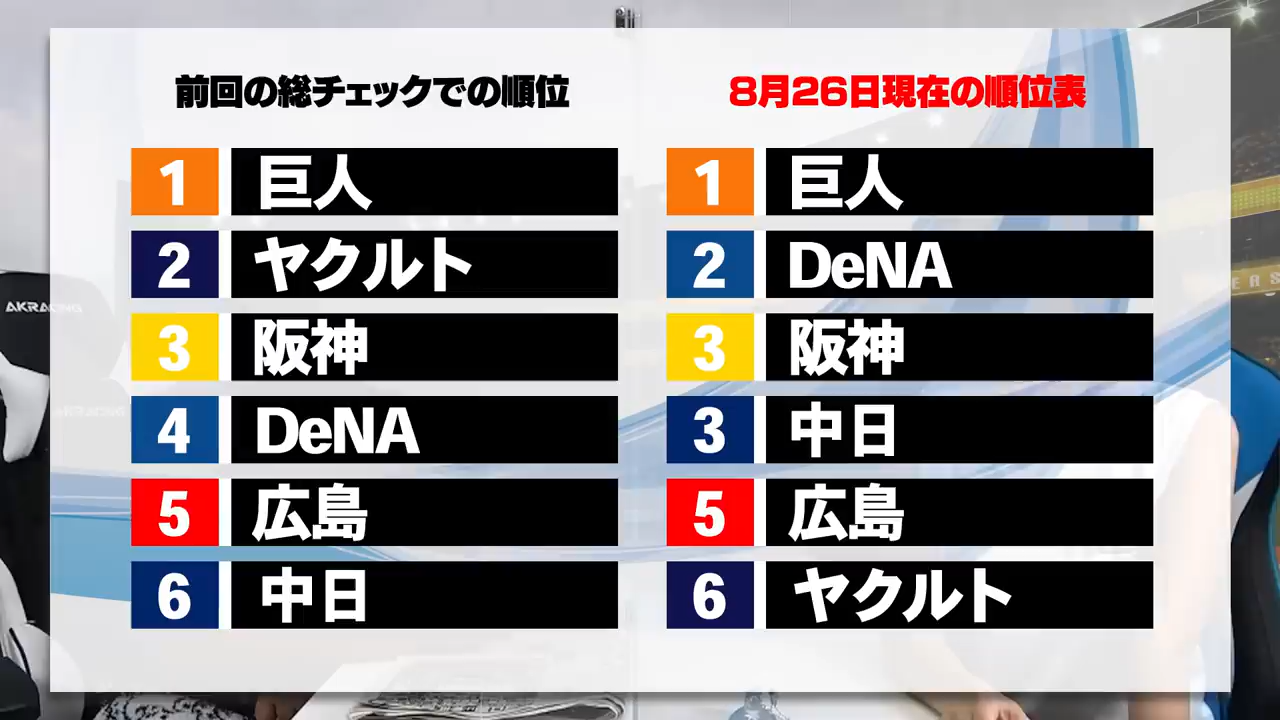 前回の総チェックでの順位
1 巨人
2 ヤクルト
3 阪神
4 DeNA
5 広島
6 中日
8月26日現在の順位表
1 巨人
2 DeNA
3 阪神
3 中日
5 広島
6 ヤクルト
AKRACING
AKRACING
ERS